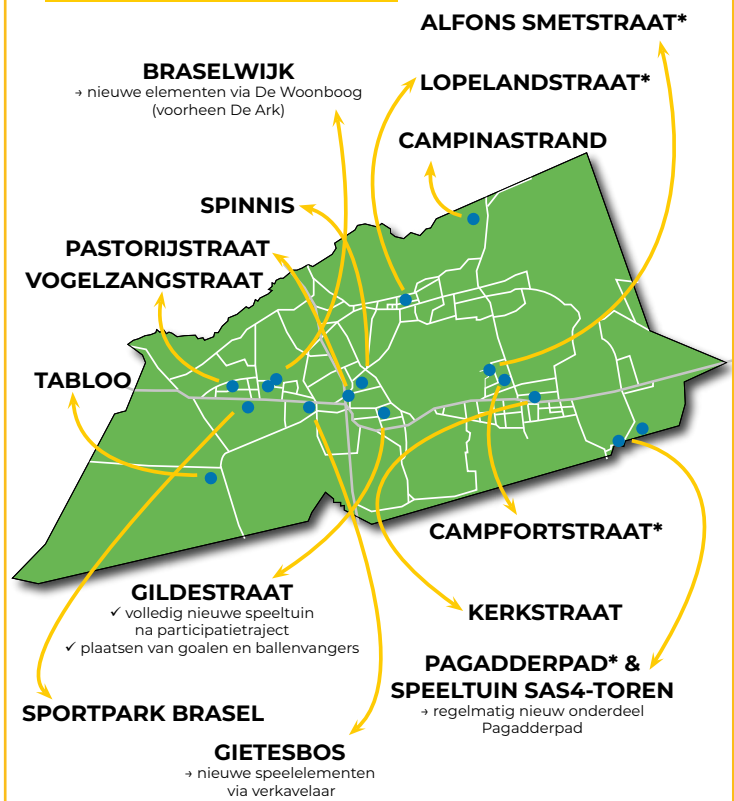 ALFONS SMETSTRAAT*
BRASELWIJK
→ nieuwe elementen via De Woonboog
(voorheen De Ark)
LOPELANDSTRAAT*
CAMPINASTRAND
SPINNIS
PASTORIJSTRAAT
VOGELZANGSTRAAT
TABLOO
CAMPFORTSTRAAT*
GILDESTRAAT
✓ volledig nieuwe speeltuin
na participatietraject
✓ plaatsen van goalen en ballenvangers
KERKSTRAAT
PAGADDERPAD* &
SPEELTUIN SAS4-TOREN
→ regelmatig nieuw onderdeel
Pagadderpad
SPORTPARK BRASEL
GIETESBOS
→ nieuwe speelelementen
via verkavelaar